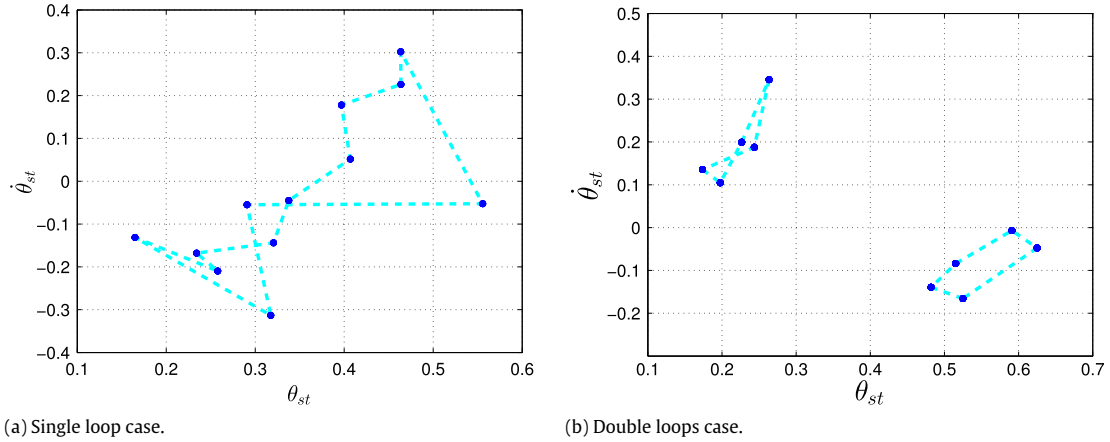 0.4
0.3
0.2
0.1
0
−0.1
−0.2
−0.3
−0.4
θ̇st
0.1 0.2 0.3 0.4 0.5 0.6
θst
(a) Single loop case.
0.5
0.4
0.3
0.2
0.1
0
−0.1
−0.2
θ̇st
0.1 0.2 0.3 0.4 0.5 0.6 0.7
θst
(b) Double loops case.